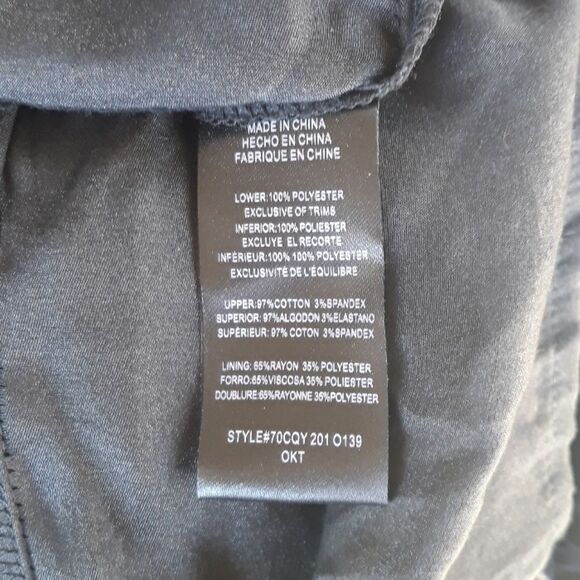 MADE IN CHINA
HECHO EN CHINA
FABRIQUE EN CHINE
LOWER:100% POLYESTER
EXCLUSIVE OF TRIMS
INFERIOR:100% POLIESTER
EXCLUYE EL RECORTE
INFÉRIEUR:100% 100% POLYESTER
EXCLUSIVITÉ DE L'ÉQUILIBRE
UPPER:97%COTTON 3%SPANDEX
SUPERIOR: 97%ALGODON 3%ELASTANO
SUPÉRIEUR: 97% COTON 3%SPANDEX
LINING: 65%RAYON 35% POLYESTER
FORRO:65%VISCOSA 35% POLIESTER
DOUBLURE:65%RAYONNE 35%POLYESTER
STYLE#70CQY 201 O139
OKT